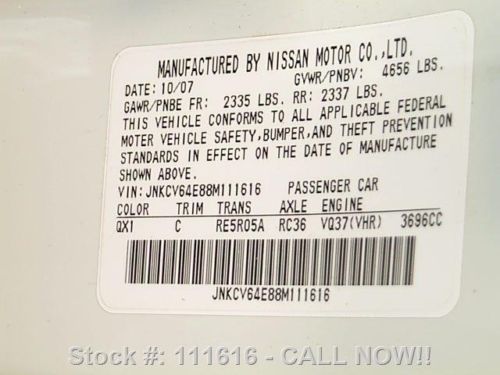 MANUFACTURED BY NISSAN MOTOR CO.,LTD.
DATE: 10/07 GVWR/PNBV: 4656 LBS.
GAWR/PNBE FR: 2335 LBS. RR: 2337 LBS.
THIS VEHICLE CONFORMS TO ALL APPLICABLE FEDERAL
MOTER VEHICLE SAFETY,BUMPER,AND THEFT PREVENTION
STANDARDS IN EFFECT ON THE DATE OF MANUFACTURE
SHOWN ABOVE.
VIN:JNKCV64E88M111616 PASSENGER CAR
COLOR TRIM TRANS AXLE ENGINE
QX1 C RE5R05A RC36 VQ37(VHR) 3696CC
JNKCV64E88M111616
Stock #: 111616 - CALL NOW!!